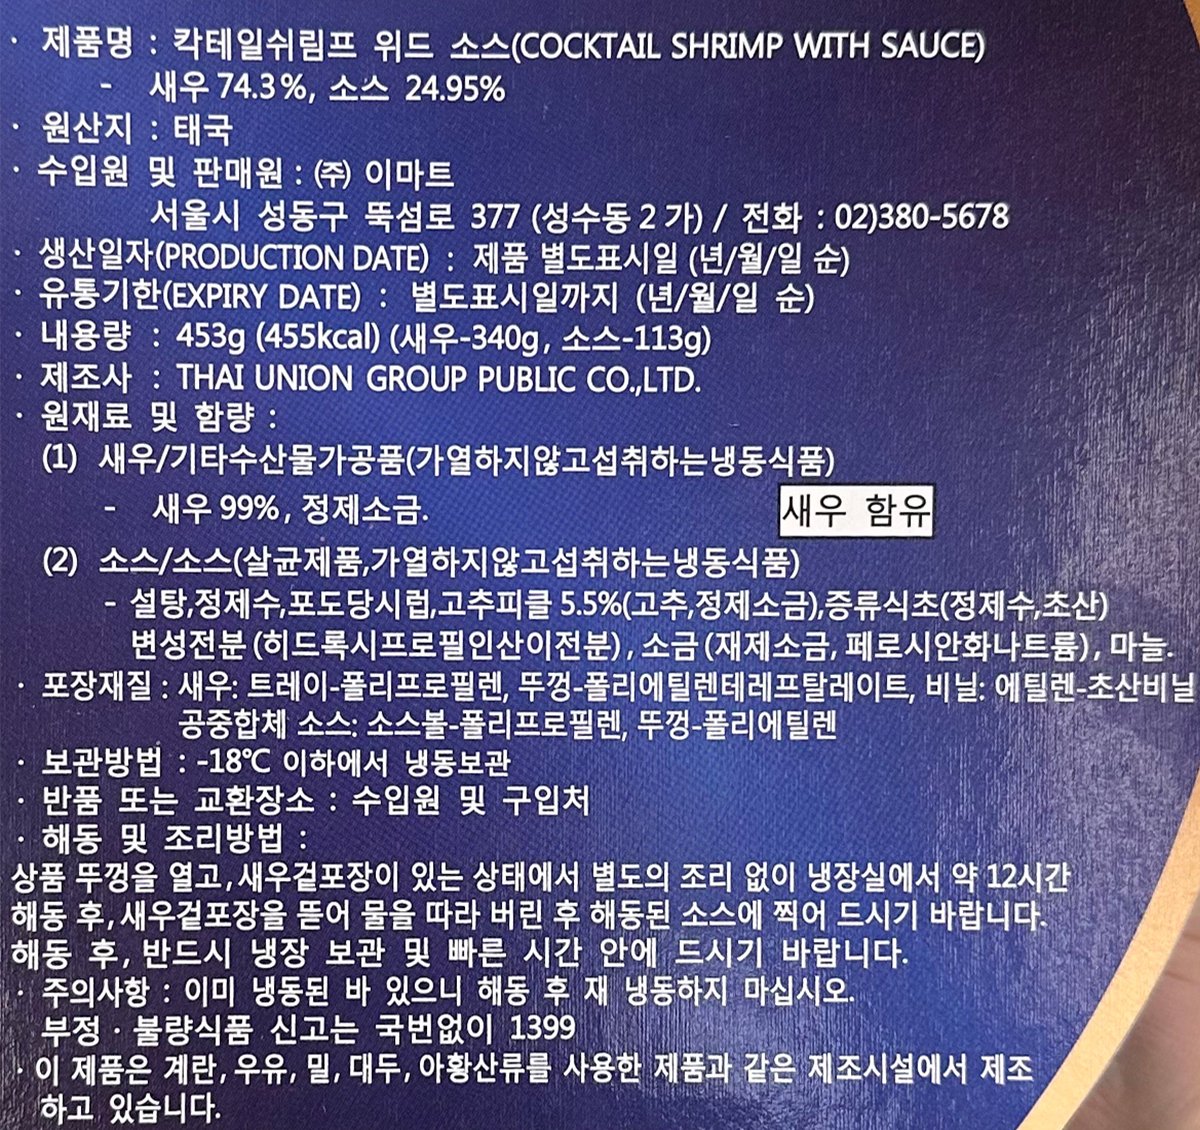 · 제품명 : 칵테일쉬림프 위드 소스(COCKTAIL SHRIMP WITH SAUCE)
- 새우 74.3%, 소스 24.95%
· 원산지 : 태국
· 수입원 및 판매원 : ㈜ 이마트
서울시 성동구 뚝섬로 377 (성수동 2 가) / 전화 : 02)380-5678
· 생산일자(PRODUCTION DATE) : 제품 별도표시일 (년/월/일 순)
· 유통기한(EXPIRY DATE) : 별도표시일까지 (년/월/일 순)
· 내용량 : 453g (455kcal) (새우-340g, 소스-113g)
· 제조사 : THAI UNION GROUP PUBLIC CO.,LTD.
· 원재료 및 함량 :
(1) 새우/기타수산물가공품(가열하지않고섭취하는냉동식품)
- 새우 99%, 정제소금.
새우 함유
(2) 소스/소스(살균제품,가열하지않고섭취하는냉동식품)
- 설탕,정제수,포도당시럽,고추피클 5.5%(고추,정제소금),증류식초(정제수,초산)
변성전분 (히드록시프로필인산이전분) , 소금 (재제소금, 페로시안화나트륨) , 마늘.
· 포장재질 : 새우: 트레이-폴리프로필렌, 뚜껑-폴리에틸렌테레프탈레이트, 비닐: 에틸렌-초산비닐
공중합체 소스: 소스볼-폴리프로필렌, 뚜껑-폴리에틸렌
· 보관방법 : -18℃ 이하에서 냉동보관
· 반품 또는 교환장소 : 수입원 및 구입처
· 해동 및 조리방법 :
상품 뚜껑을 열고,새우겉포장이 있는 상태에서 별도의 조리 없이 냉장실에서 약 12시간
해동 후,새우겉포장을 뜯어 물을 따라 버린 후 해동된 소스에 찍어 드시기 바랍니다.
해동 후, 반드시 냉장 보관 및 빠른 시간 안에 드시기 바랍니다.
· 주의사항 : 이미 냉동된 바 있으니 해동 후 재 냉동하지 마십시오.
부정 · 불량식품 신고는 국번없이 1399
· 이 제품은 계란, 우유, 밀, 대두, 아황산류를 사용한 제품과 같은 제조시설에서 제조
하고 있습니다.